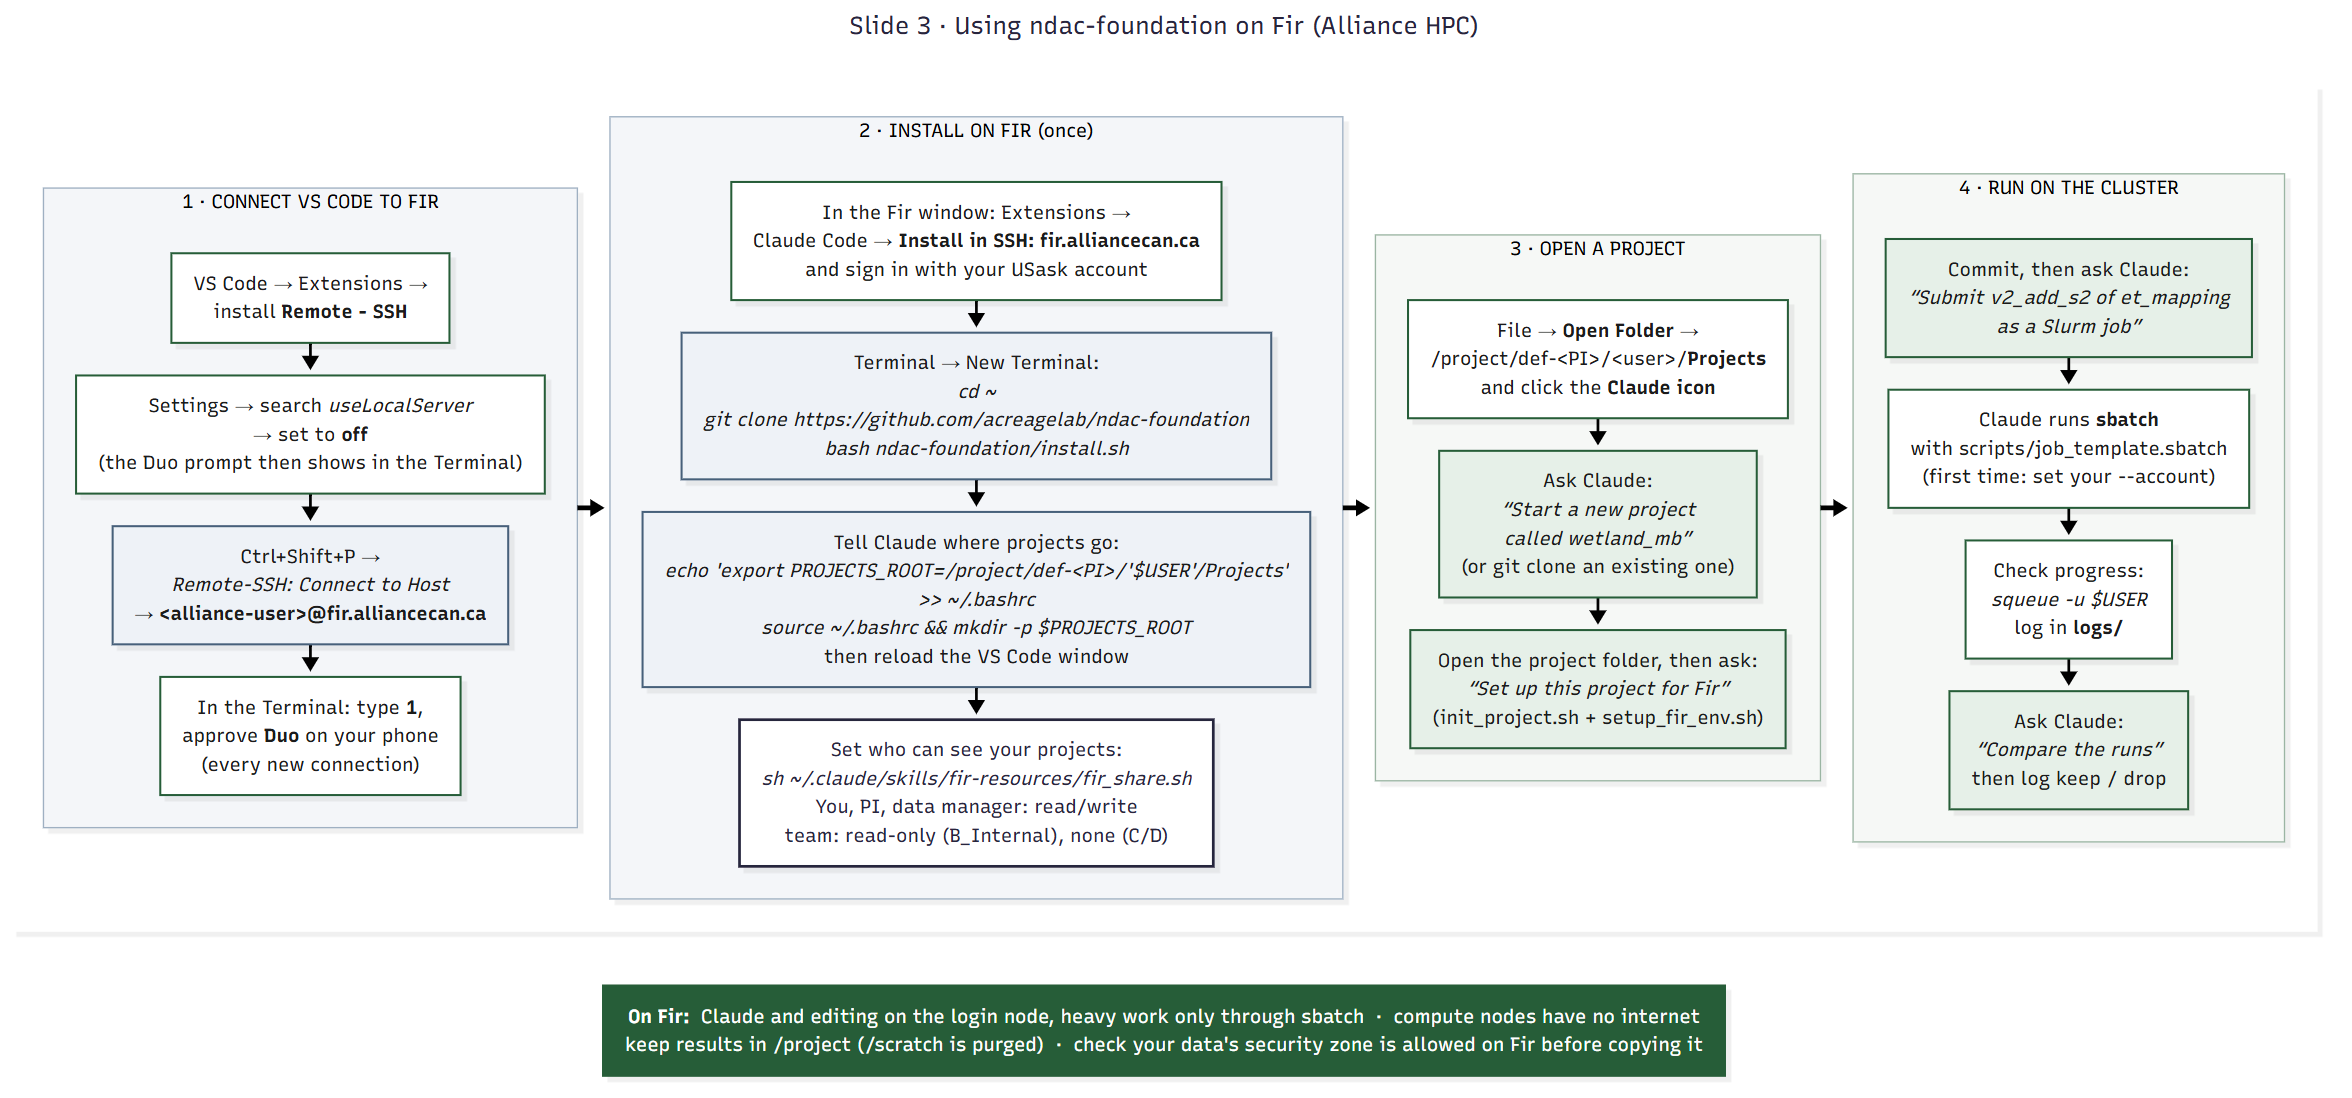 Slide 3 · Using ndac-foundation on Fir (Alliance HPC)
1 · CONNECT VS CODE TO FIR
VS Code → Extensions →
install Remote - SSH
Settings → search useLocalServer
→ set to off
(the Duo prompt then shows in the Terminal)
Ctrl+Shift+P →
Remote-SSH: Connect to Host
→ <alliance-user>@fir.alliancecan.ca
In the Terminal: type 1,
approve Duo on your phone
(every new connection)
2 · INSTALL ON FIR (once)
In the Fir window: Extensions →
Claude Code → Install in SSH: fir.alliancecan.ca
and sign in with your USask account
Terminal → New Terminal:
cd ~
git clone https://github.com/acreagelab/ndac-foundation
bash ndac-foundation/install.sh
Tell Claude where projects go:
echo 'export PROJECTS_ROOT=/project/def-<PI>/'$USER'/Projects'
>> ~/.bashrc
source ~/.bashrc && mkdir -p $PROJECTS_ROOT
then reload the VS Code window
Set who can see your projects:
sh ~/.claude/skills/fir-resources/fir_share.sh
You, PI, data manager: read/write
team: read-only (B_Internal), none (C/D)
3 · OPEN A PROJECT
File → Open Folder →
/project/def-<PI>/<user>/Projects
and click the Claude icon
Ask Claude:
“Start a new project
called wetland_mb”
(or git clone an existing one)
Open the project folder, then ask:
“Set up this project for Fir”
(init_project.sh + setup_fir_env.sh)
4 · RUN ON THE CLUSTER
Commit, then ask Claude:
“Submit v2_add_s2 of et_mapping
as a Slurm job”
Claude runs sbatch
with scripts/job_template.sbatch
(first time: set your --account)
Check progress:
squeue -u $USER
log in logs/
Ask Claude:
“Compare the runs”
then log keep / drop
On Fir: Claude and editing on the login node, heavy work only through sbatch · compute nodes have no internet
keep results in /project (/scratch is purged) · check your data's security zone is allowed on Fir before copying it